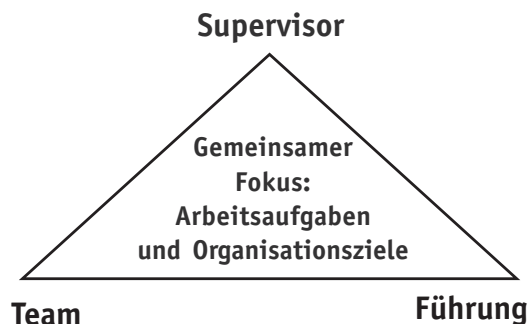 Supervisor
Gemeinsamer
Fokus:
Arbeitsaufgaben
und Organisationsziele
Team
Führung